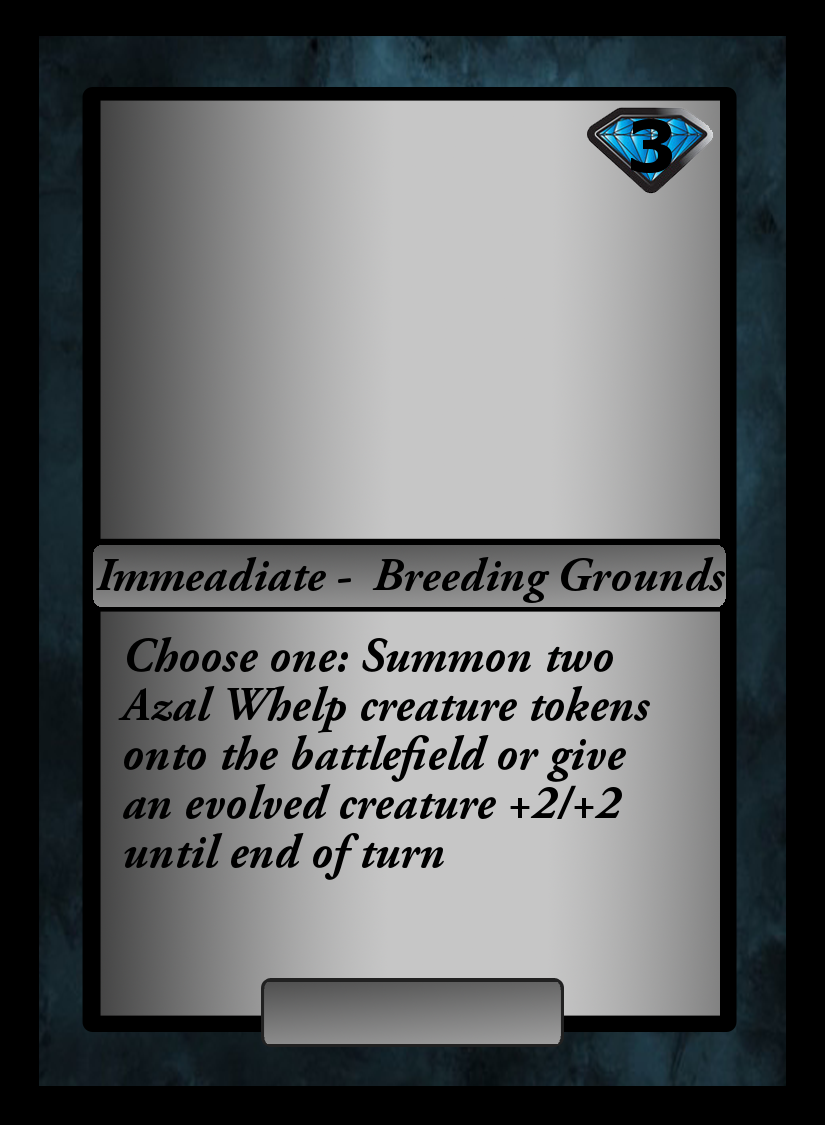 3
Immeadiate - Breeding Grounds
Choose one: Summon two
Azal Whelp creature tokens
onto the battlefield or give
an evolved creature +2/+2
until end of turn